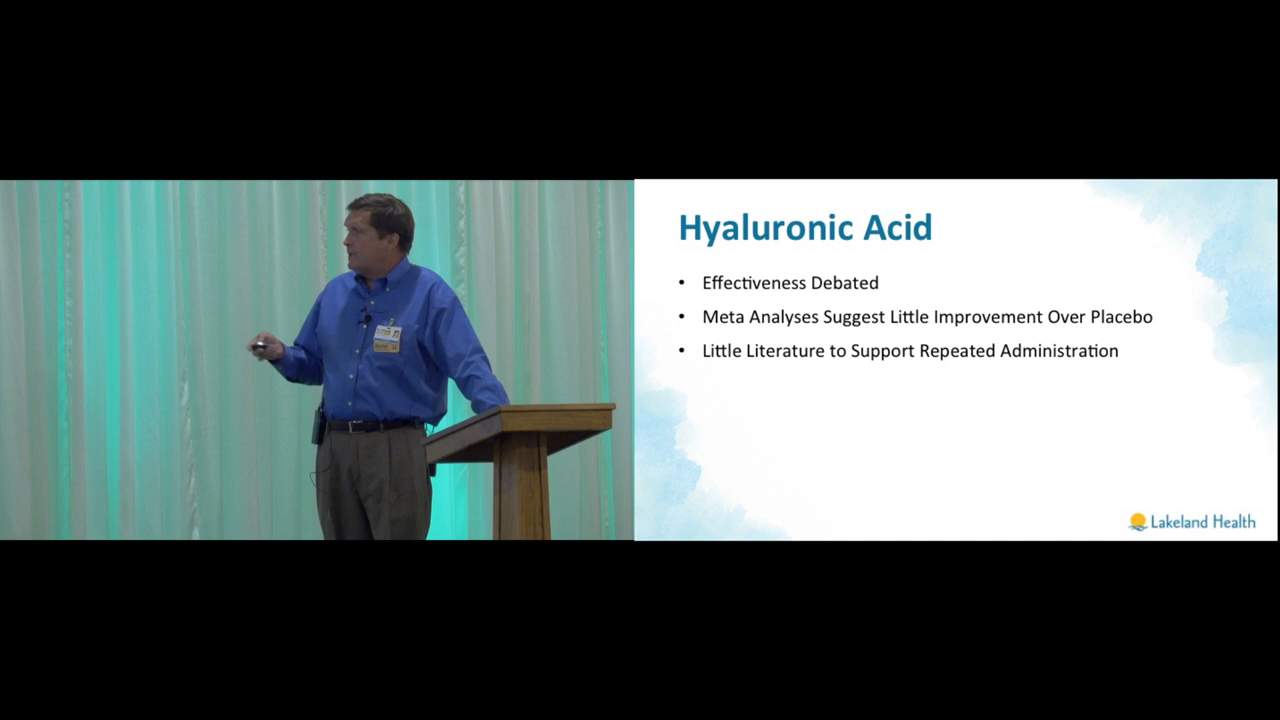 Hyaluronic Acid
• Effectiveness Debated
• Meta Analyses Suggest Little Improvement Over Placebo
• Little Literature to Support Repeated Administration
Lakeland Health